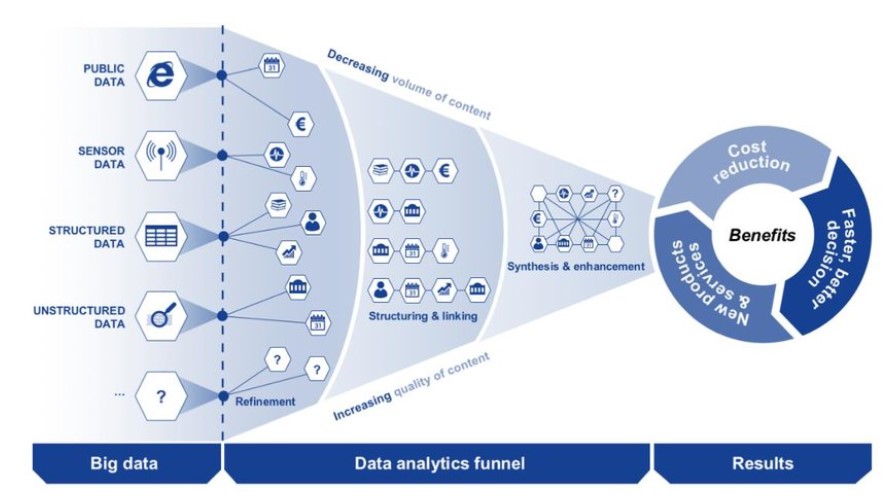 PUBLIC
DATA
31
€
SENSOR
DATA
STRUCTURED
DATA
UNSTRUCTURED
DATA
31
...
?
?
?
Refinement
Decreasing volume of content
€
31
31
Structuring & linking
Increasing quality of content
?
€
31
Synthesis & enhancement
Cost
reduction
Faster, better
decision
New products
& services
Benefits
Big data
Data analytics funnel
Results